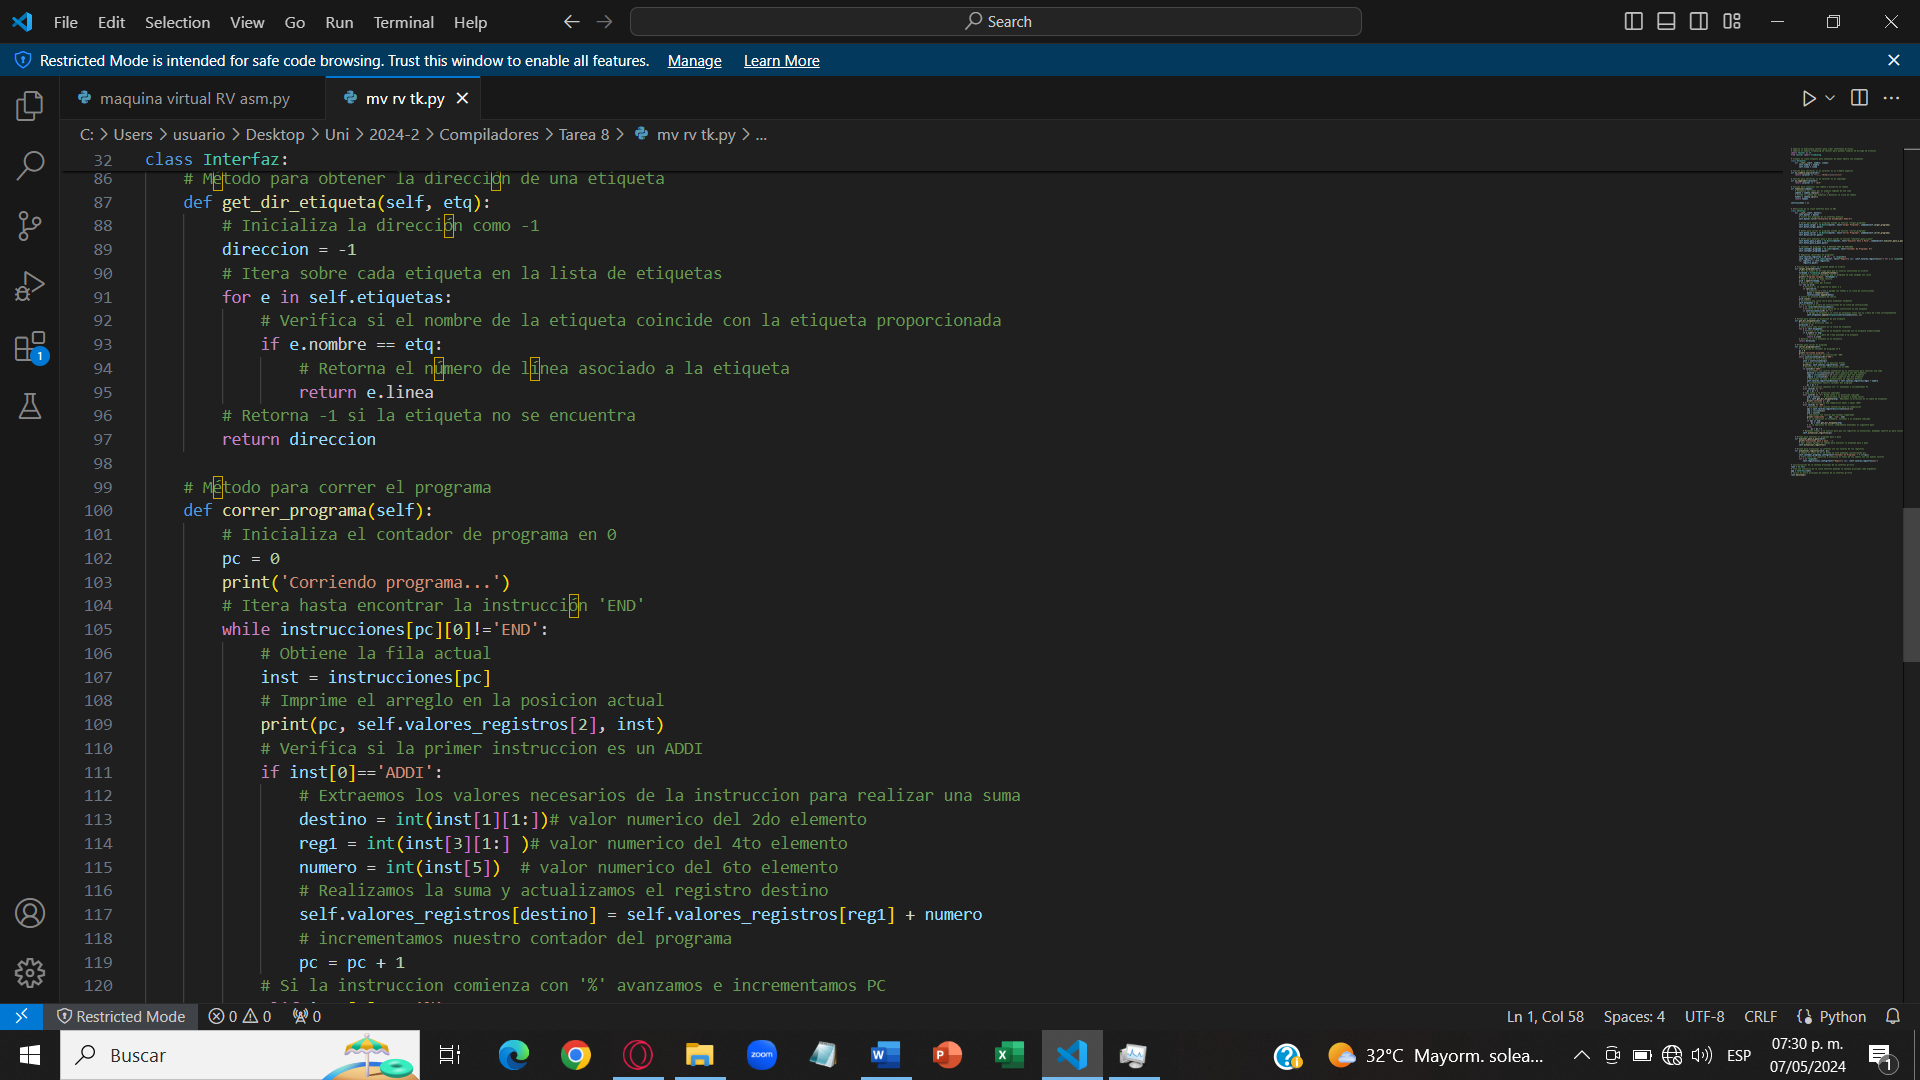 File Edit Selection View Go Run Terminal Help Search
Restricted Mode is intended for safe code browsing. Trust this window to enable all features. Manage Learn More
maquina virtual RV asm.py mv rv tk.py
C: > Users > usuario > Desktop > Uni > 2024-2 > Compiladores > Tarea 8 > mv rv tk.py > ...
32 class Interfaz:
86 # Método para obtener la dirección de una etiqueta
87 def get_dir_etiqueta(self, etq):
88 # Inicializa la dirección como -1
89 direccion = -1
90 # Itera sobre cada etiqueta en la lista de etiquetas
91 for e in self.etiquetas:
92 # Verifica si el nombre de la etiqueta coincide con la etiqueta proporcionada
93 if e.nombre == etq:
94 # Retorna el número de línea asociado a la etiqueta
95 return e.linea
96 # Retorna -1 si la etiqueta no se encuentra
97 return direccion
98
99 # Método para correr el programa
100 def correr_programa(self):
101 # Inicializa el contador de programa en 0
102 pc = 0
103 print('Corriendo programa...')
104 # Itera hasta encontrar la instrucción 'END'
105 while instrucciones[pc][0]!='END':
106 # Obtiene la fila actual
107 inst = instrucciones[pc]
108 # Imprime el arreglo en la posicion actual
109 print(pc, self.valores_registros[2], inst)
110 # Verifica si la primer instruccion es un ADDI
111 if inst[0]=='ADDI':
112 # Extraemos los valores necesarios de la instruccion para realizar una suma
113 destino = int(inst[1][1:])# valor numerico del 2do elemento
114 reg1 = int(inst[3][1:] )# valor numerico del 4to elemento
115 numero = int(inst[5])  # valor numerico del 6to elemento
116 # Realizamos la suma y actualizamos el registro destino
117 self.valores_registros[destino] = self.valores_registros[reg1] + numero
118 # incrementamos nuestro contador del programa
119 pc = pc + 1
120 # Si la instruccion comienza con '%' avanzamos e incrementamos PC
1
Restricted Mode 0 0 0 Ln 1, Col 58 Spaces: 4 UTF-8 CRLF Python
Buscar zoom 32°C Mayorm. solea... ESP 07:30 p. m.
07/05/2024 1